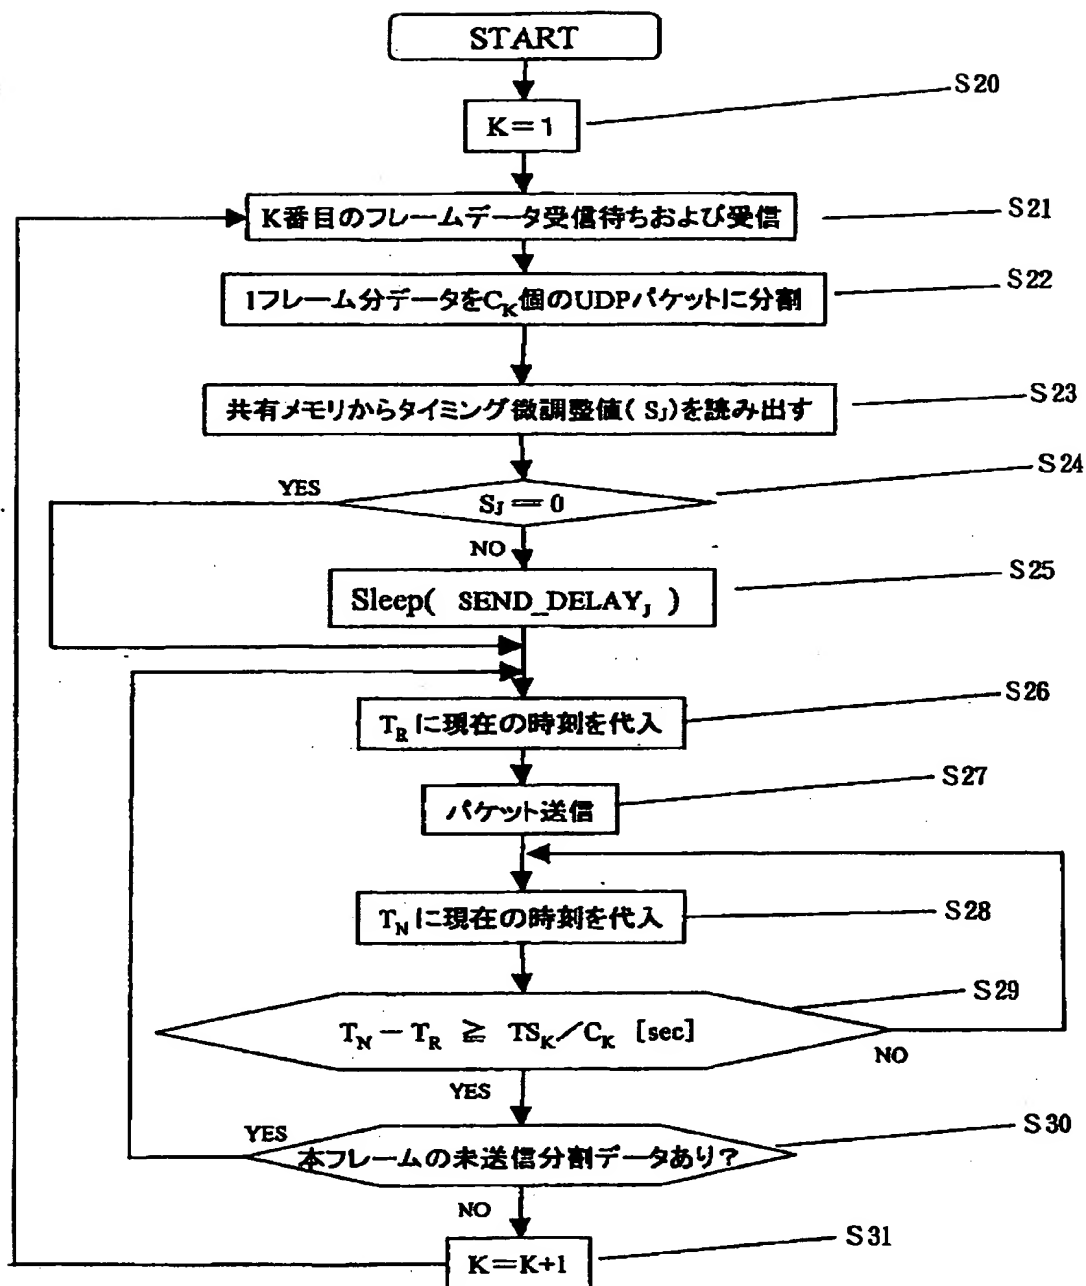 START
S20
K=1
S21
K番目のフレームデータ受信待ちおよび受信
S22
1フレーム分データをC_K個のUDPパケットに分割
S23
共有メモリからタイミング微調整値( S_J)を読み出す
S24
YES
S_J == 0
NO
S25
Sleep( SEND_DELAY_J )
S26
T_Rに現在の時刻を代入
S27
パケット送信
S28
T_Nに現在の時刻を代入
S29
T_N − T_R ≧ TS_K/C_K [sec]
NO
YES
S30
YES
本フレームの未送信分割データあり?
NO
S31
K=K+1